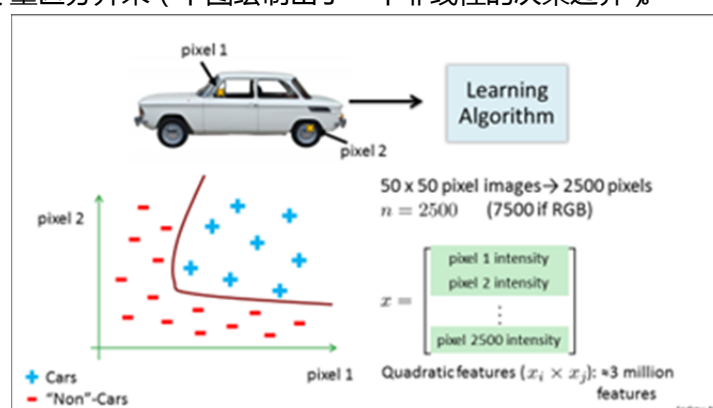 区分开来（下图绘制出了一个非线性的决策边界）。
pixel 1
Learning
Algorithm
pixel 2
50 x 50 pixel images→ 2500 pixels
n = 2500 (7500 if RGB)
pixel 2
pixel 1 intensity
pixel 2 intensity
x =
⋮
pixel 2500 intensity
pixel 1
Quadratic features (xᵢ × xⱼ): ≈3 million
features
+ Cars
− "Non"-Cars